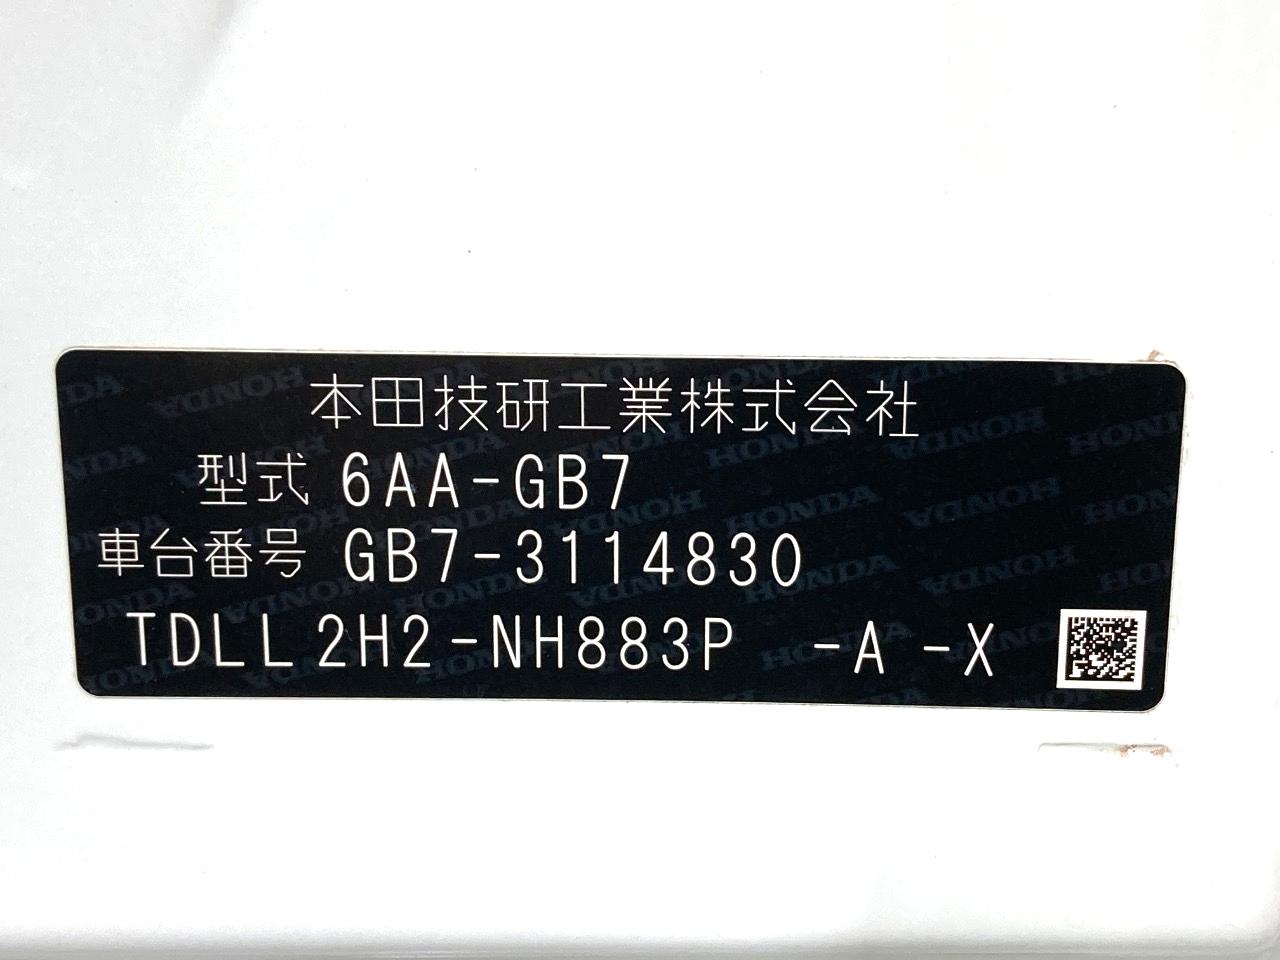 本田技研工業株式会社
型式 6AA-GB7
車台番号 GB7-3114830
TDLL2H2-NH883P -A -X